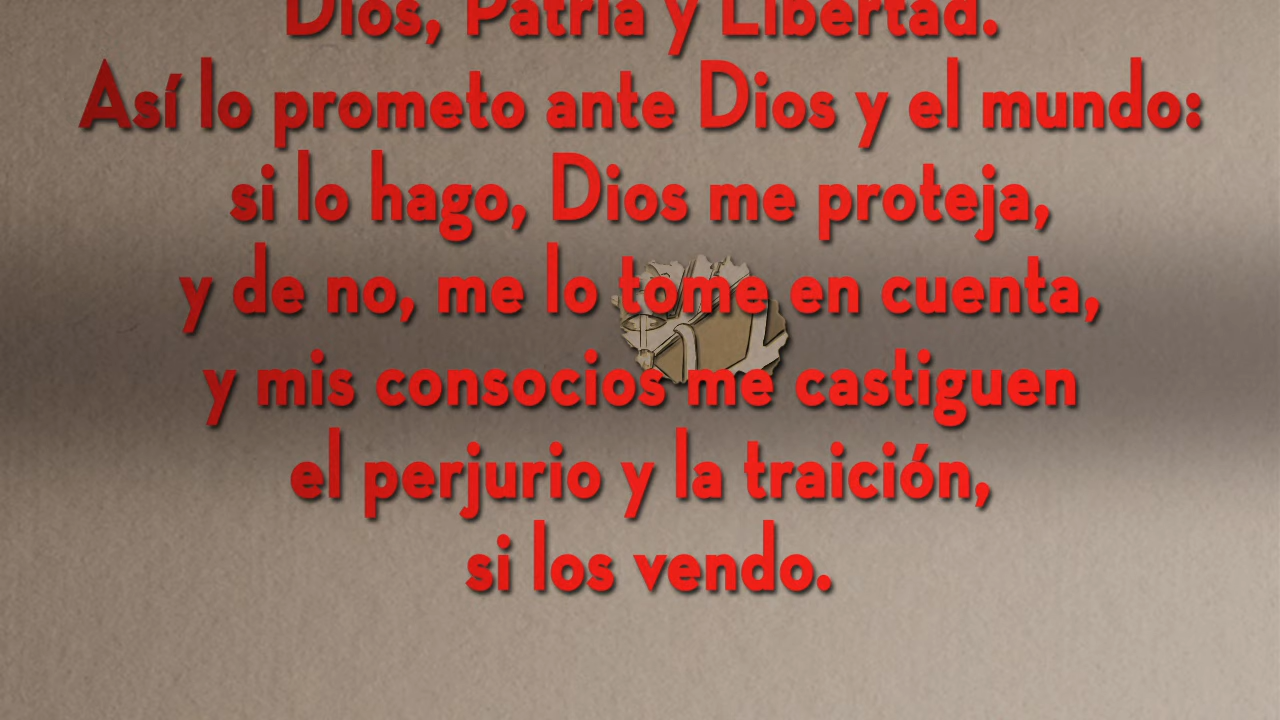 Dios, Patria y Libertad.
Así lo prometo ante Dios y el mundo:
si lo hago, Dios me proteja,
y de no, me lo tome en cuenta,
y mis consocios me castiguen
el perjurio y la traición,
si los vendo.